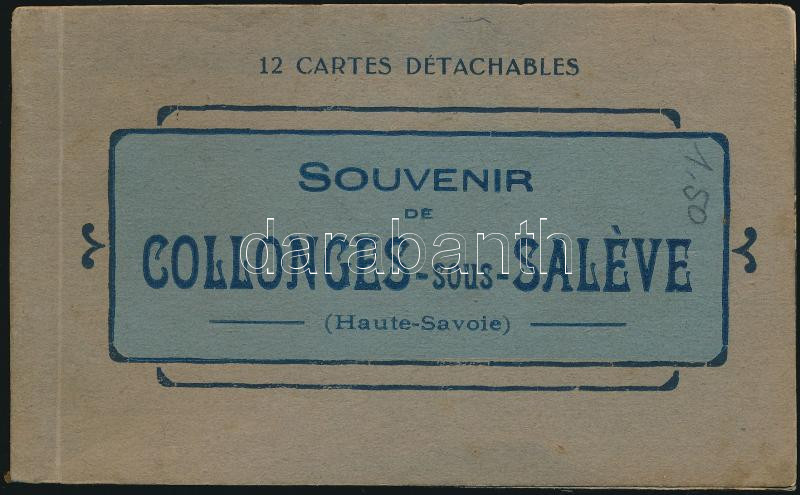 12 CARTES DÉTACHABLES
SOUVENIR
DE
COLLONGES-SOUS-SALÈVE
(Haute-Savoie)
1.50
darabanth